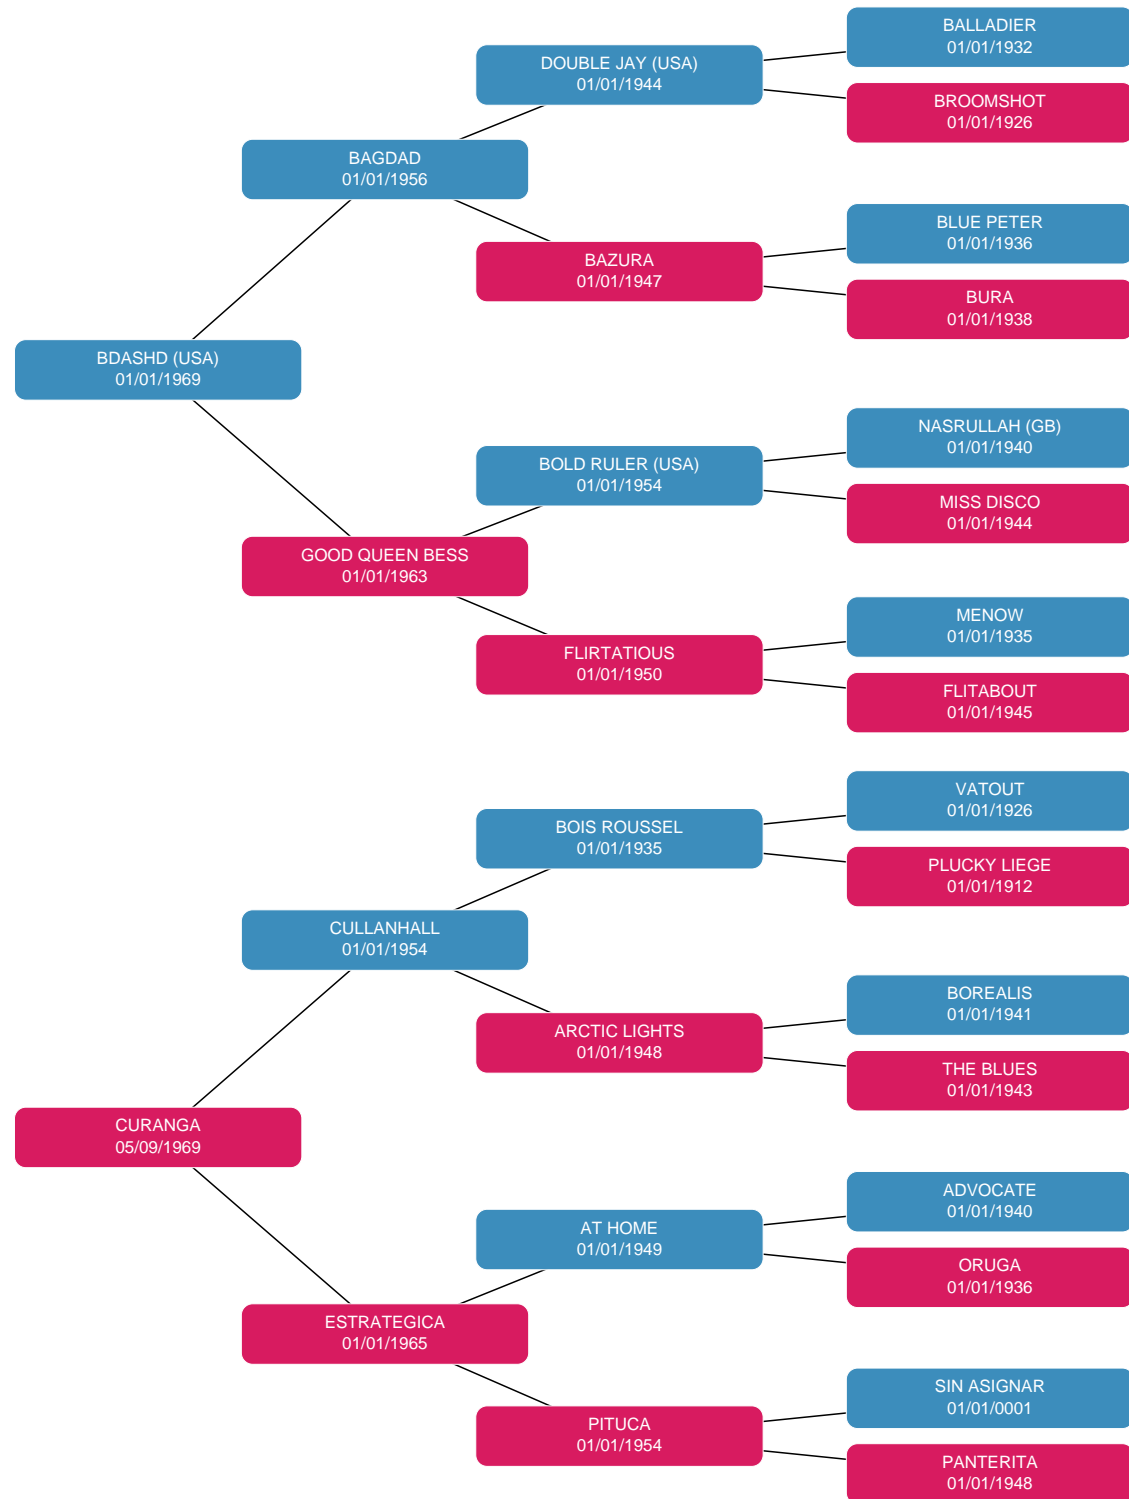 BALLADIER
01/01/1932
DOUBLE JAY (USA)
01/01/1944
BROOMSHOT
01/01/1926
BAGDAD
01/01/1956
BLUE PETER
01/01/1936
BAZURA
01/01/1947
BURA
01/01/1938
BDASHD (USA)
01/01/1969
NASRULLAH (GB)
01/01/1940
BOLD RULER (USA)
01/01/1954
MISS DISCO
01/01/1944
GOOD QUEEN BESS
01/01/1963
MENOW
01/01/1935
FLIRTATIOUS
01/01/1950
FLITABOUT
01/01/1945
VATOUT
01/01/1926
BOIS ROUSSEL
01/01/1935
PLUCKY LIEGE
01/01/1912
CULLANHALL
01/01/1954
BOREALIS
01/01/1941
ARCTIC LIGHTS
01/01/1948
THE BLUES
01/01/1943
CURANGA
05/09/1969
ADVOCATE
01/01/1940
AT HOME
01/01/1949
ORUGA
01/01/1936
ESTRATEGICA
01/01/1965
SIN ASIGNAR
01/01/0001
PITUCA
01/01/1954
PANTERITA
01/01/1948